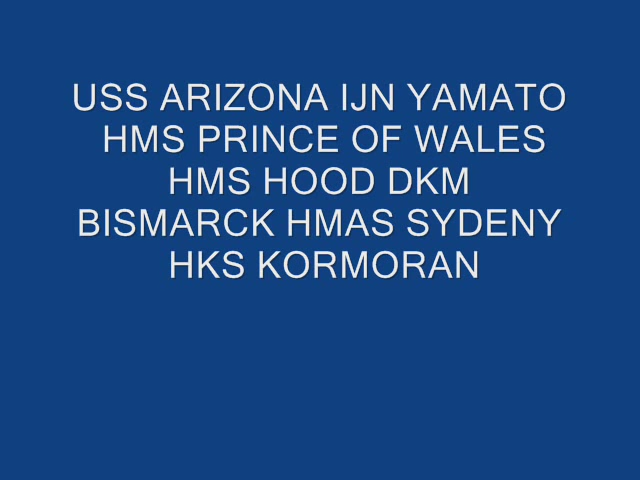 USS ARIZONA IJN YAMATO
HMS PRINCE OF WALES
HMS HOOD DKM
BISMARCK HMAS SYDENY
HKS KORMORAN